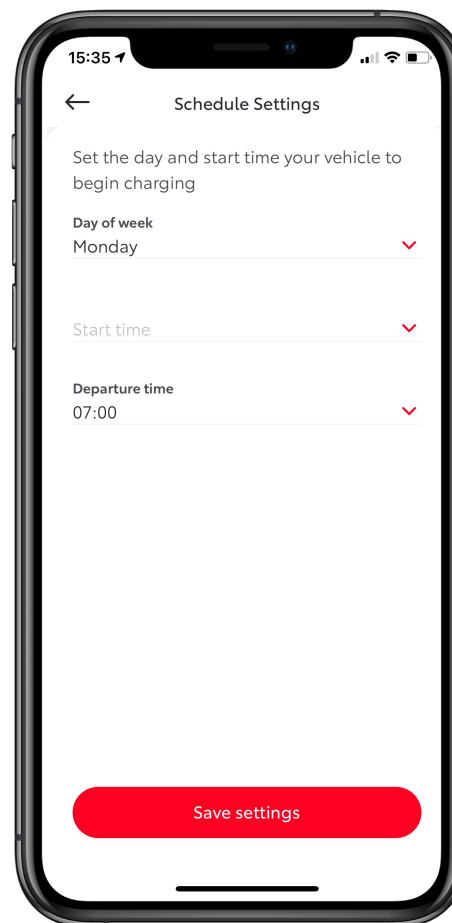 15:35
Schedule Settings
Set the day and start time your vehicle to
begin charging
Day of week
Monday
Start time
Departure time
07:00
Save settings